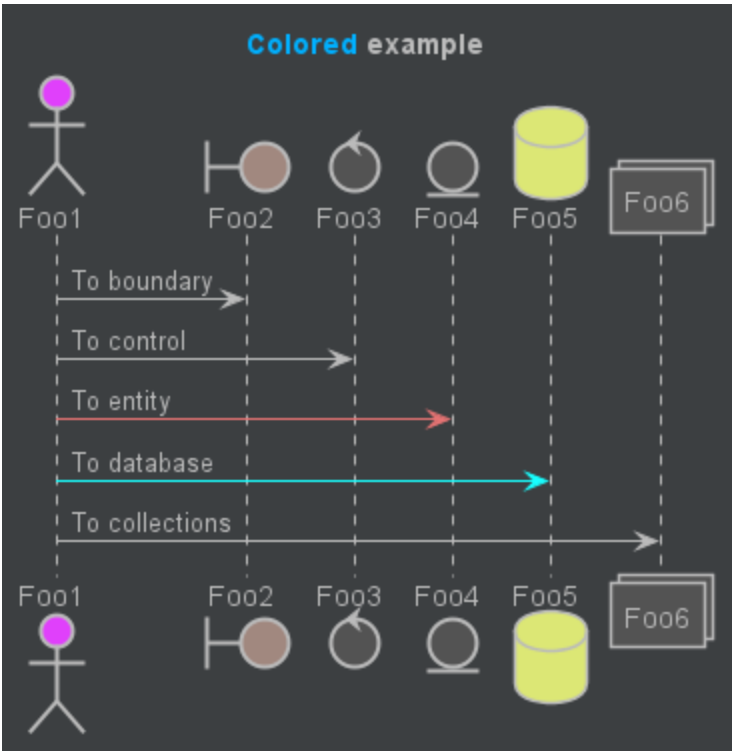 Colored example
Foo1 Foo2 Foo3 Foo4 Foo5 Foo6
To boundary
To control
To entity
To database
To collections
Foo1 Foo2 Foo3 Foo4 Foo5 Foo6